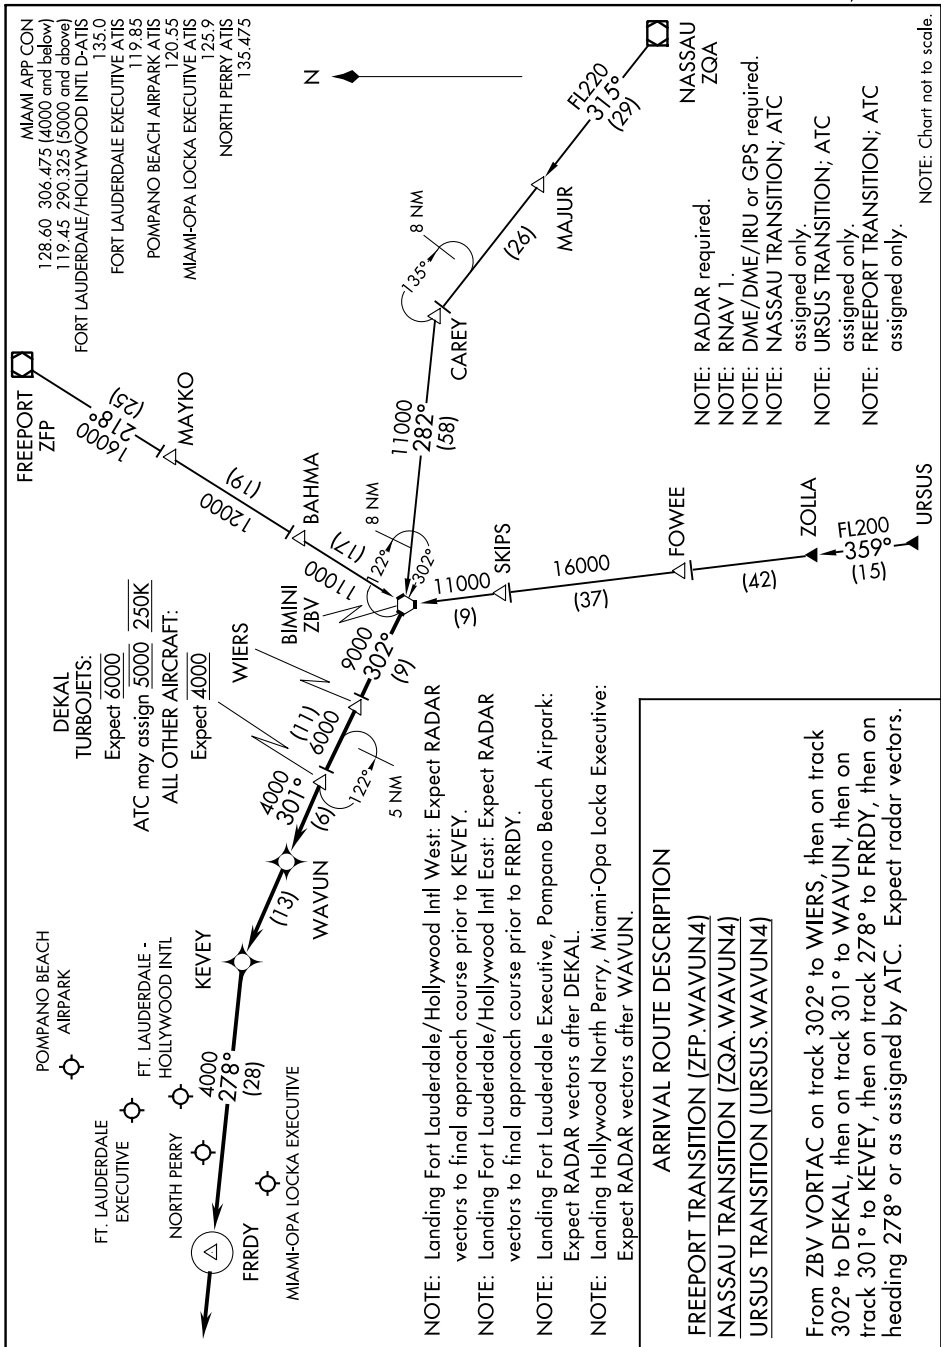 MIAMI APP CON
128.60 306.475 (4000 and below)
119.45 290.325 (5000 and above)
FORT LAUDERDALE/HOLLYWOOD INTL D-ATIS
135.0
FORT LAUDERDALE EXECUTIVE ATIS
119.85
POMPANO BEACH AIRPARK ATIS
120.55
MIAMI-OPA LOCKA EXECUTIVE ATIS
125.9
NORTH PERRY ATIS
135.475
N
FREEPORT
ZFP
16000
218°
(25)
MAYKO
12000
(19)
BAHMA
11000
(17)
NASSAU
ZQA
FL220
315°
(29)
MAJUR
(26)
8 NM
135°
CAREY
11000
282°
(58)
8 NM
122°
302°
BIMINI
ZBV
SKIPS
11000
(9)
16000
(37)
FOWEE
(42)
ZOLLA
FL200
359°
(15)
URSUS
9000
302°
(9)
WIERS
(11)
6000
DEKAL
TURBOJETS:
Expect 6000
ATC may assign 5000 250K
ALL OTHER AIRCRAFT:
Expect 4000
122°
5 NM
4000
301°
(6)
WAVUN
(13)
KEVEY
4000
278°
(28)
FRRDY
POMPANO BEACH
AIRPARK
FT. LAUDERDALE
EXECUTIVE
FT. LAUDERDALE -
HOLLYWOOD INTL
NORTH PERRY
MIAMI-OPA LOCKA EXECUTIVE
NOTE: RADAR required.
NOTE: RNAV 1.
NOTE: DME/DME/IRU or GPS required.
NOTE: NASSAU TRANSITION; ATC
assigned only.
NOTE: URSUS TRANSITION; ATC
assigned only.
NOTE: FREEPORT TRANSITION; ATC
assigned only.
NOTE: Chart not to scale.
NOTE: Landing Fort Lauderdale/Hollywood Intl West: Expect RADAR
vectors to final approach course prior to KEVEY.
NOTE: Landing Fort Lauderdale/Hollywood Intl East: Expect RADAR
vectors to final approach course prior to FRRDY.
NOTE: Landing Fort Lauderdale Executive, Pompano Beach Airpark:
Expect RADAR vectors after DEKAL.
NOTE: Landing Hollywood North Perry, Miami-Opa Locka Executive:
Expect RADAR vectors after WAVUN.
ARRIVAL ROUTE DESCRIPTION
FREEPORT TRANSITION (ZFP.WAVUN4)
NASSAU TRANSITION (ZQA.WAVUN4)
URSUS TRANSITION (URSUS.WAVUN4)
From ZBV VORTAC on track 302° to WIERS, then on track
302° to DEKAL, then on track 301° to WAVUN, then on
track 301° to KEVEY, then on track 278° to FRRDY, then on
heading 278° or as assigned by ATC. Expect radar vectors.